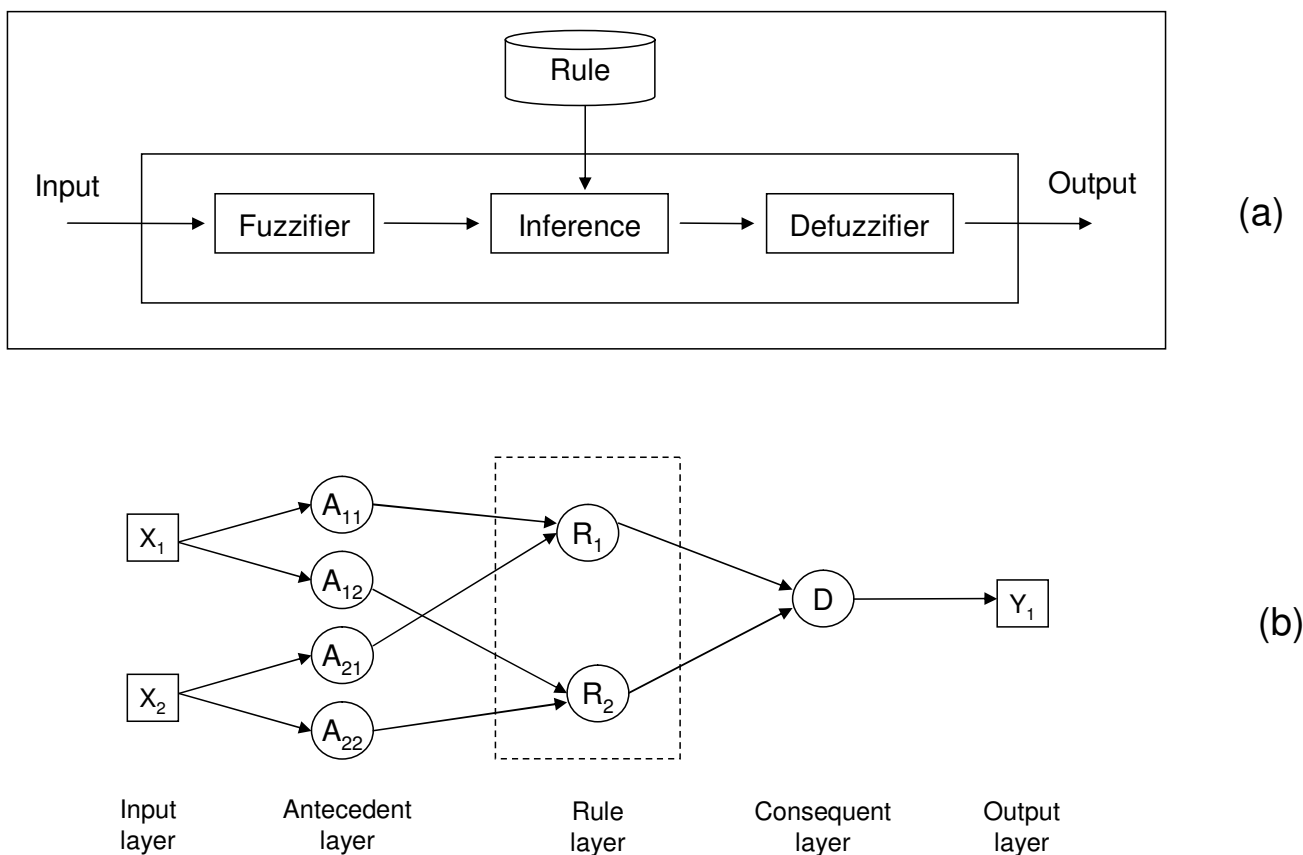 Rule
Input
Output
Fuzzifier
Inference
Defuzzifier
(a)
A₁₁
X₁
R₁
A₁₂
D
Y₁
(b)
A₂₁
X₂
R₂
A₂₂
Input
layer
Antecedent
layer
Rule
layer
Consequent
layer
Output
layer